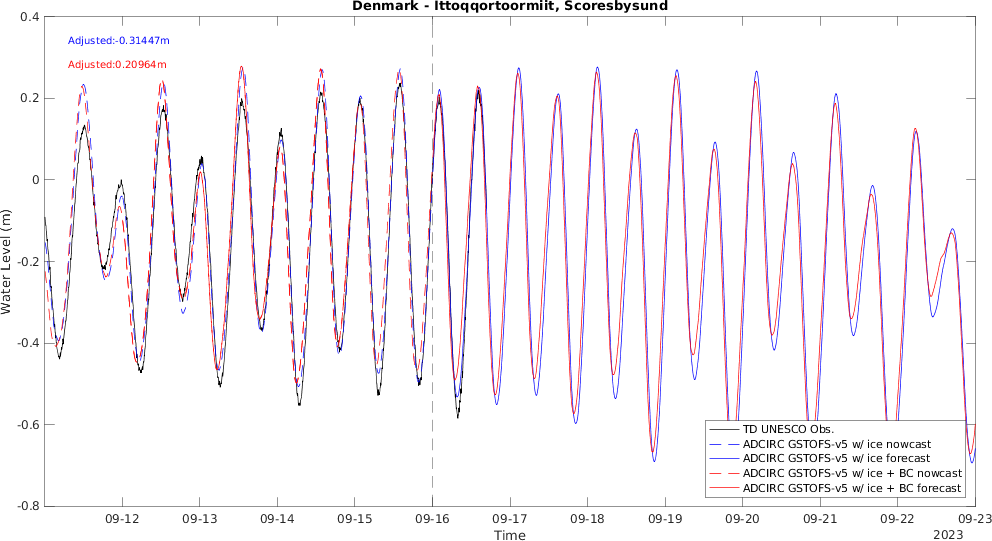 Denmark - Ittoqqortoormiit, Scoresbysund
0.4
Adjusted:-0.31447m
Adjusted:0.20964m
0.2
0
-0.2
-0.4
-0.6
-0.8
Water Level (m)
TD UNESCO Obs.
ADCIRC GSTOFS-v5 w/ ice nowcast
ADCIRC GSTOFS-v5 w/ ice forecast
ADCIRC GSTOFS-v5 w/ ice + BC nowcast
ADCIRC GSTOFS-v5 w/ ice + BC forecast
09-12 09-13 09-14 09-15 09-16 09-17 09-18 09-19 09-20 09-21 09-22 09-23
Time
2023